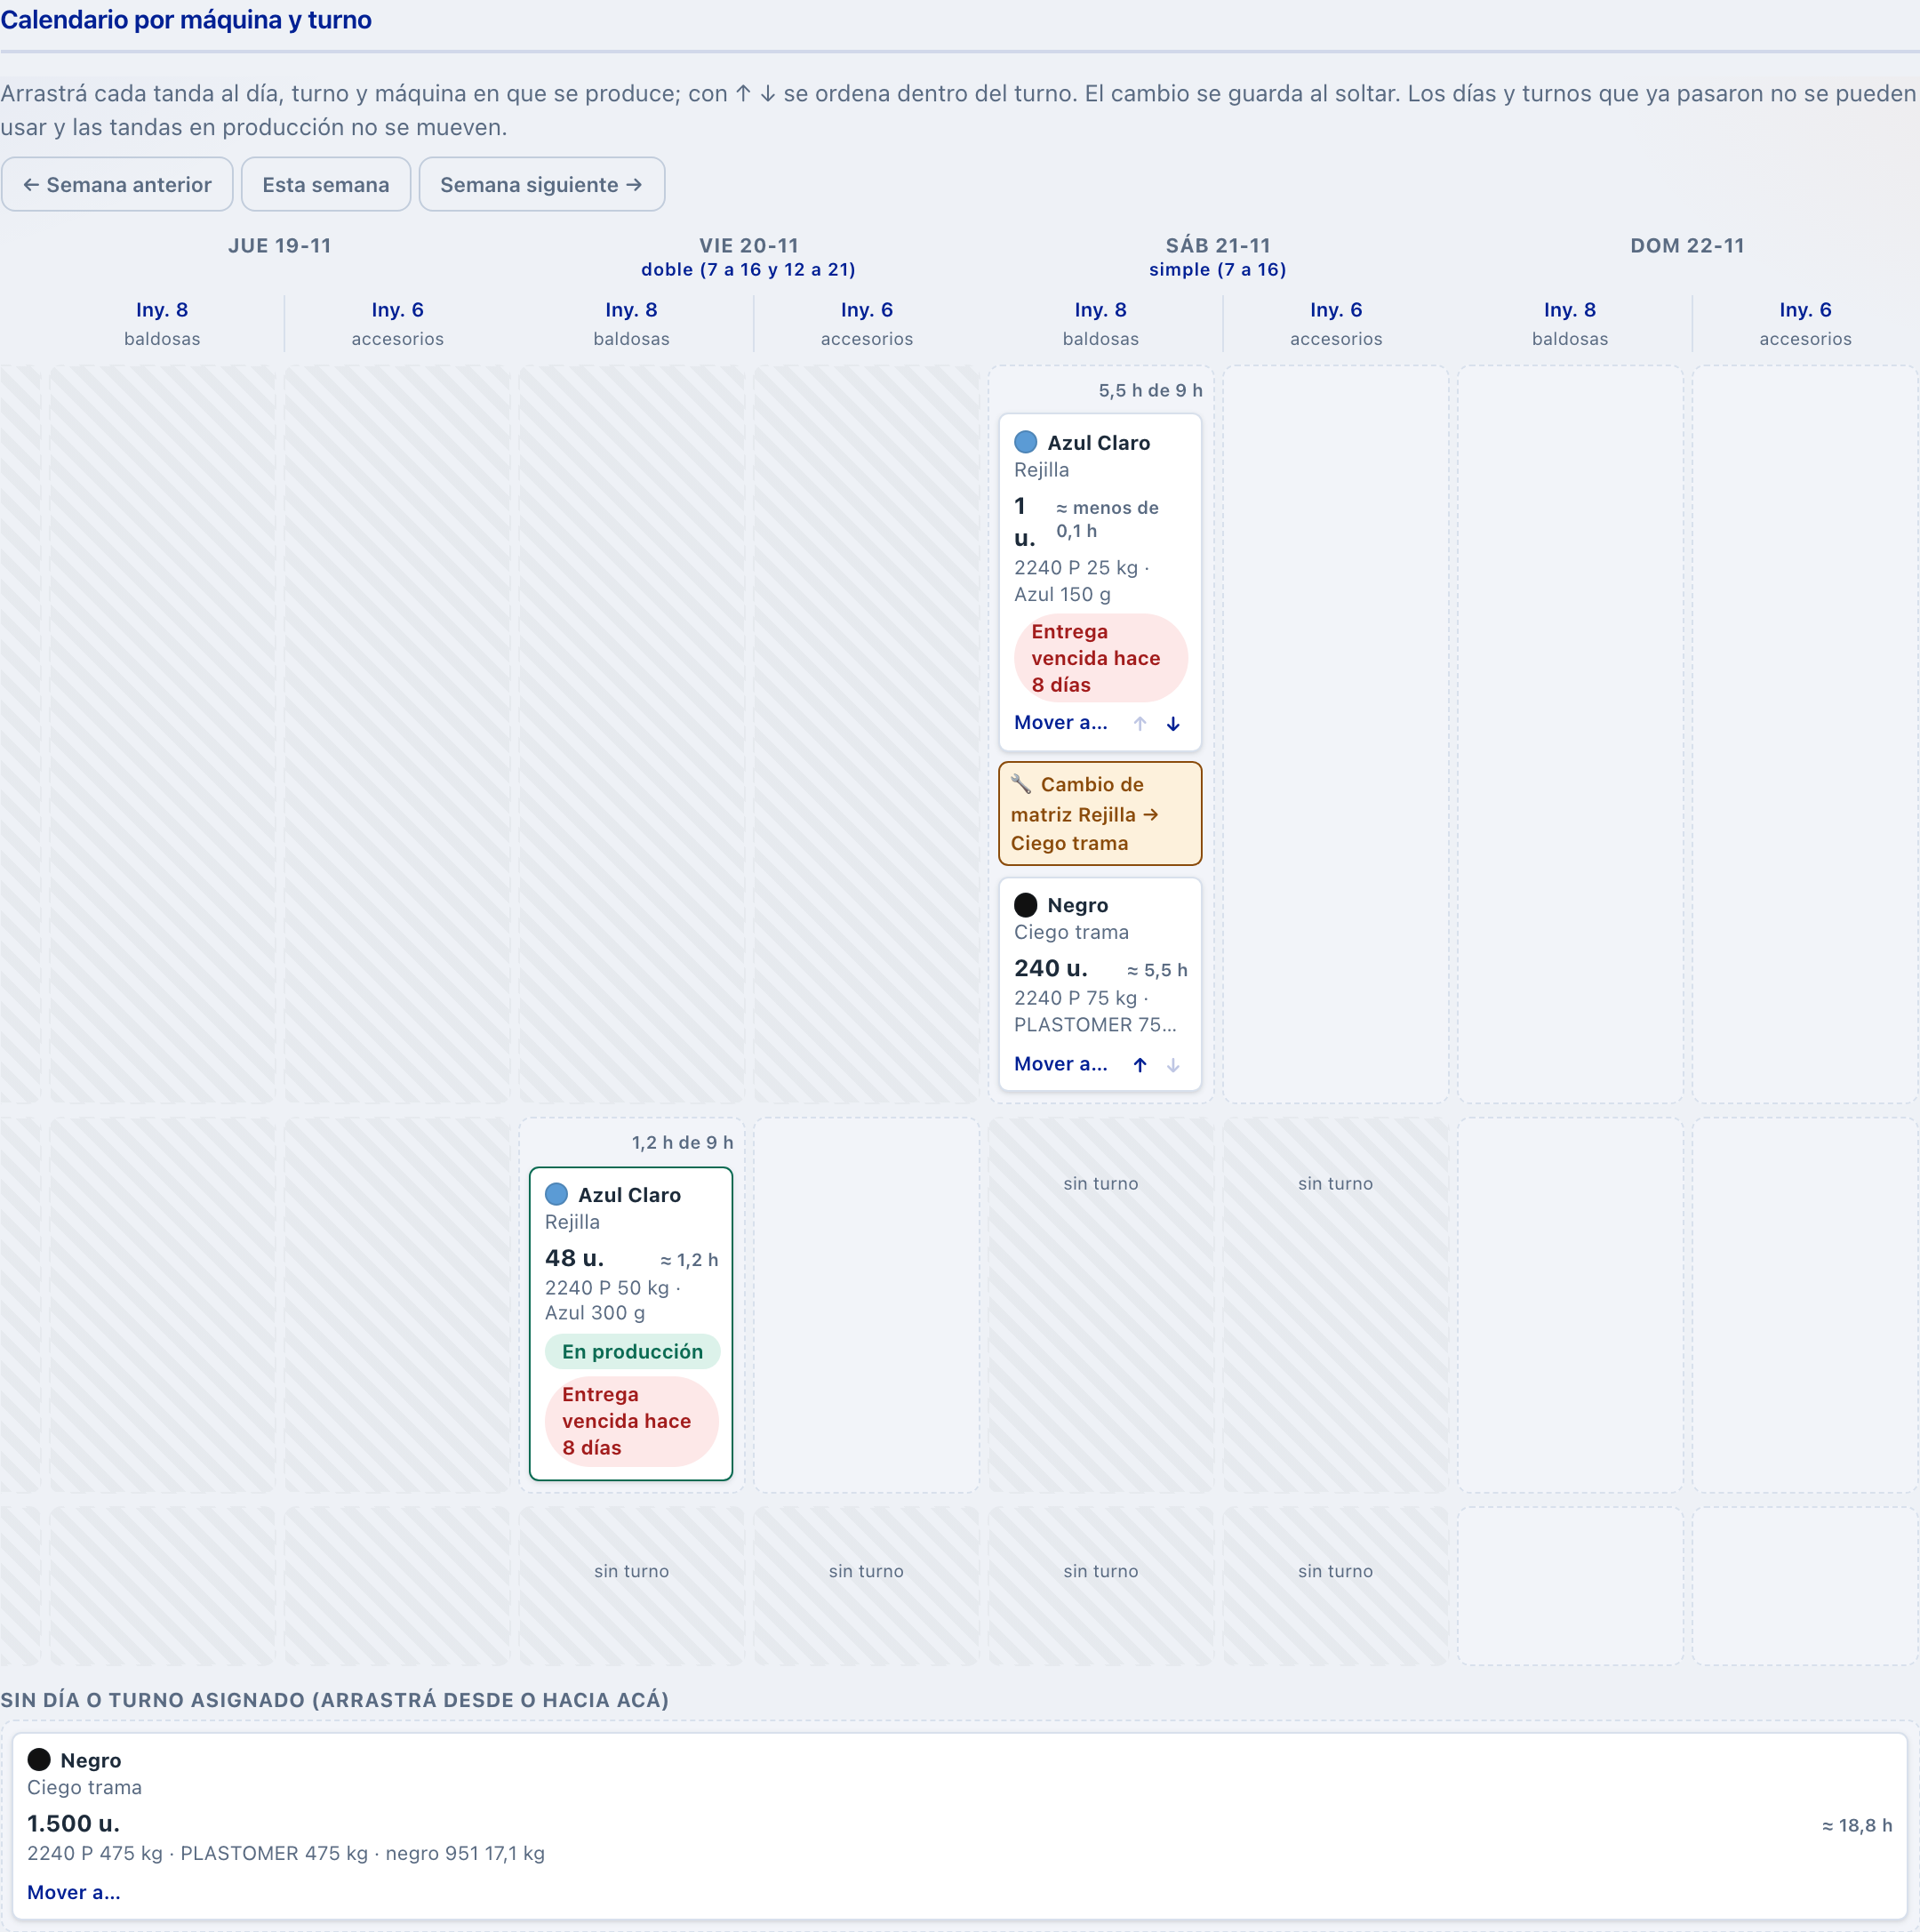 Calendario por máquina y turno
Arrastrá cada tanda al día, turno y máquina en que se produce; con ↑ ↓ se ordena dentro del turno. El cambio se guarda al soltar. Los días y turnos que ya pasaron no se pueden
usar y las tandas en producción no se mueven.
← Semana anterior
Esta semana
Semana siguiente →
JUE 19-11
VIE 20-11
doble (7 a 16 y 12 a 21)
SÁB 21-11
simple (7 a 16)
DOM 22-11
Iny. 8
baldosas
Iny. 6
accesorios
Iny. 8
baldosas
Iny. 6
accesorios
Iny. 8
baldosas
Iny. 6
accesorios
Iny. 8
baldosas
Iny. 6
accesorios
5,5 h de 9 h
Azul Claro
Rejilla
1
u.
≈ menos de
0,1 h
2240 P 25 kg ·
Azul 150 g
Entrega
vencida hace
8 días
Mover a... ↑ ↓
🔧 Cambio de
matriz Rejilla →
Ciego trama
Negro
Ciego trama
240 u. ≈ 5,5 h
2240 P 75 kg ·
PLASTOMER 75...
Mover a... ↑ ↓
1,2 h de 9 h
Azul Claro
Rejilla
48 u. ≈ 1,2 h
2240 P 50 kg ·
Azul 300 g
En producción
Entrega
vencida hace
8 días
sin turno
sin turno
sin turno
sin turno
sin turno
sin turno
SIN DÍA O TURNO ASIGNADO (ARRASTRÁ DESDE O HACIA ACÁ)
Negro
Ciego trama
1.500 u. ≈ 18,8 h
2240 P 475 kg · PLASTOMER 475 kg · negro 951 17,1 kg
Mover a...